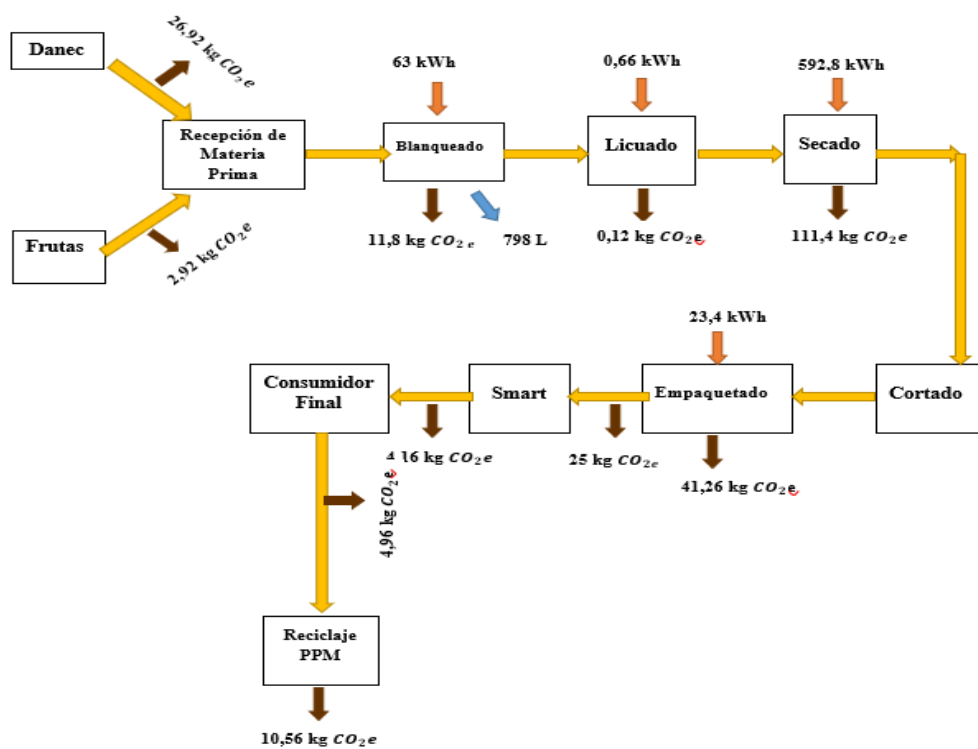 Danec
26,92 kg CO₂e
63 kWh
0,66 kWh
592,8 kWh
Recepción de
Materia
Prima
Blanqueado
Licuado
Secado
Frutas
2,92 kg CO₂e
11,8 kg CO₂ e
798 L
0,12 kg CO₂e
111,4 kg CO₂e
23,4 kWh
Consumidor
Final
Smart
Empaquetado
Cortado
16 kg CO₂e
25 kg CO₂e
41,26 kg CO₂e
4,96 kg CO₂e
Reciclaje
PPM
10,56 kg CO₂e